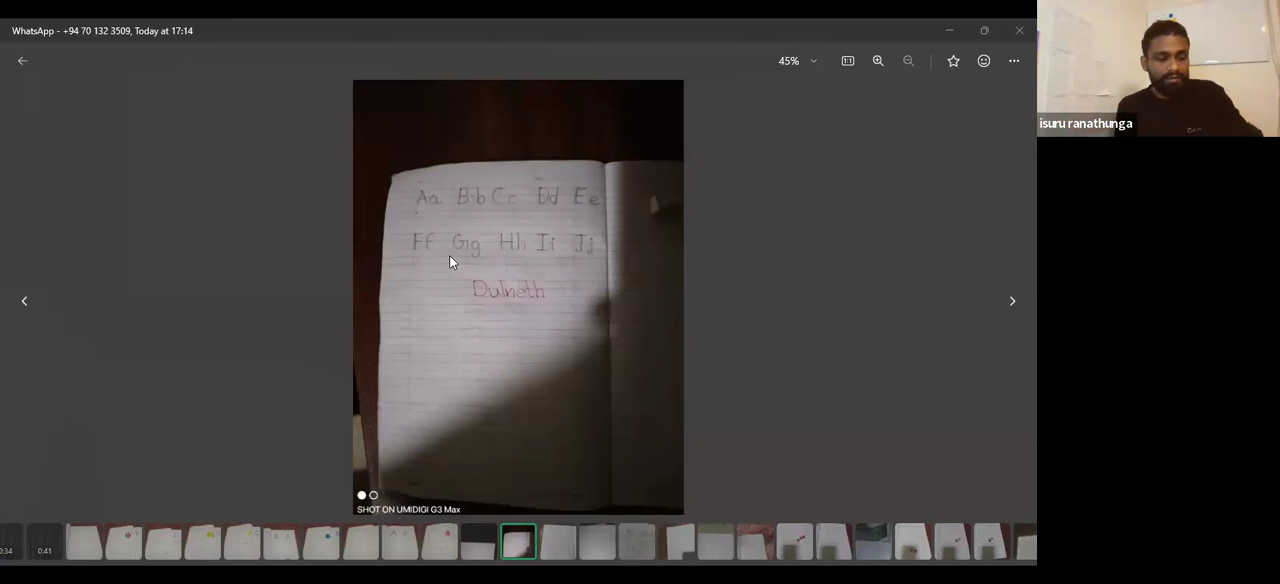 WhatsApp - +94 70 132 3509, Today at 17:14
45%
isuru ranathunga
Aa Bb Cc Dd Ee
Ff Gg Hh Ii Jj
Dulneth
SHOT ON UMIDIGI G3 Max
0:34
0:41